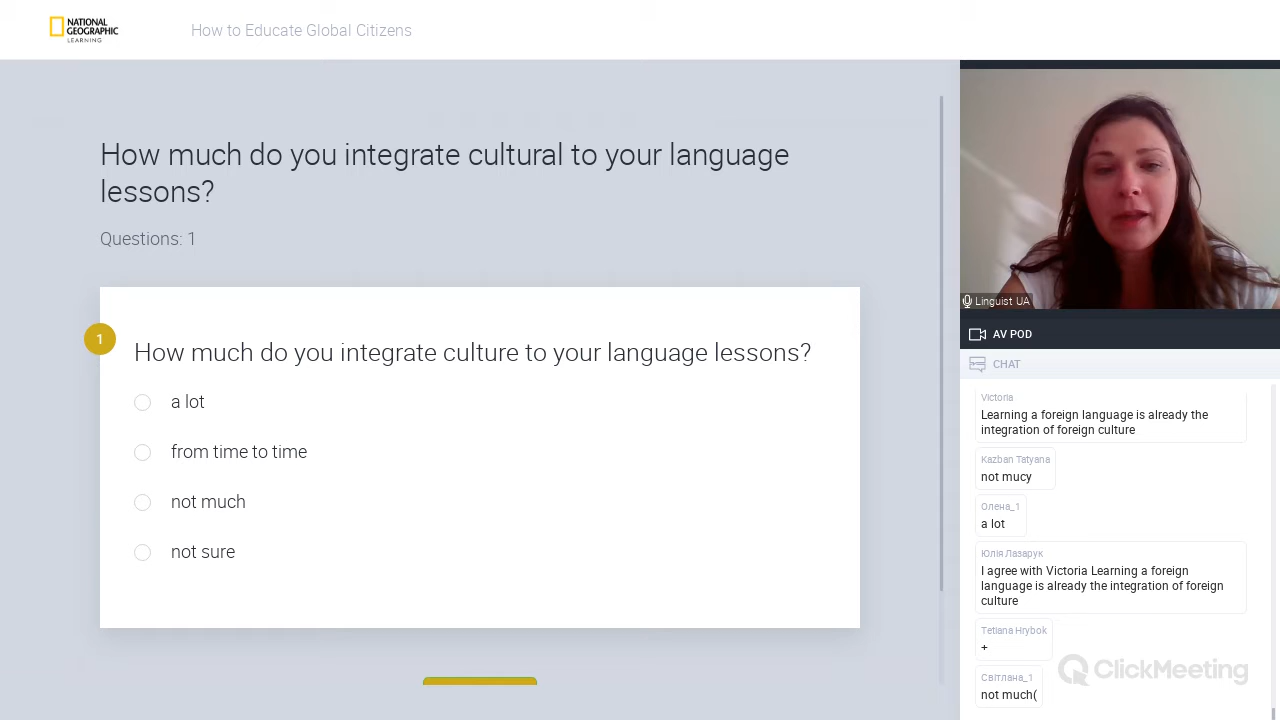 NATIONAL
GEOGRAPHIC
LEARNING
How to Educate Global Citizens
How much do you integrate cultural to your language
lessons?
Questions: 1
1
How much do you integrate culture to your language lessons?
a lot
from time to time
not much
not sure
Linguist UA
AV POD
CHAT
Victoria
Learning a foreign language is already the
integration of foreign culture
Kazban Tatyana
not mucy
Олена_1
a lot
Юлія Лазарук
I agree with Victoria Learning a foreign
language is already the integration of foreign
culture
Tetiana Hrybok
+
Світлана_1
not much(
ClickMeeting